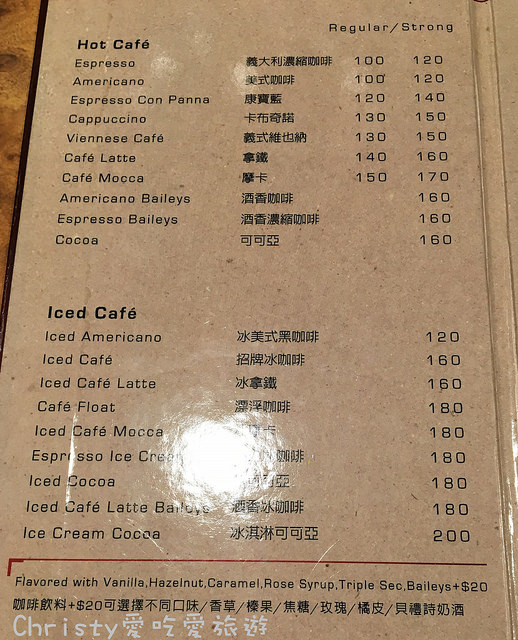 Regular/Strong
Hot Café
Espresso 義大利濃縮咖啡 100 120
Americano 美式咖啡 100 120
Espresso Con Panna 康寶藍 120 140
Cappuccino 卡布奇諾 130 150
Viennese Café 義式維也納 130 150
Café Latte 拿鐵 140 160
Café Mocca 摩卡 150 170
Americano Baileys 酒香咖啡 160
Espresso Baileys 酒香濃縮咖啡 160
Cocoa 可可亞 160
Iced Café
Iced Americano 冰美式黑咖啡 120
Iced Café 招牌冰咖啡 160
Iced Café Latte 冰拿鐵 160
Café Float 漂浮咖啡 180
Iced Café Mocca 卡 180
Espresso Ice Cream 咖啡 180
Iced Cocoa 可亞 180
Iced Café Latte Baileys 酒香冰咖啡 180
Ice Cream Cocoa 冰淇淋可可亞 200
Flavored with Vanilla,Hazelnut,Caramel,Rose Syrup,Triple Sec,Baileys+$20
咖啡飲料+$20可選擇不同口味/香草/榛果/焦糖/玫瑰/橘皮/貝禮詩奶酒
Christy愛吃愛旅遊